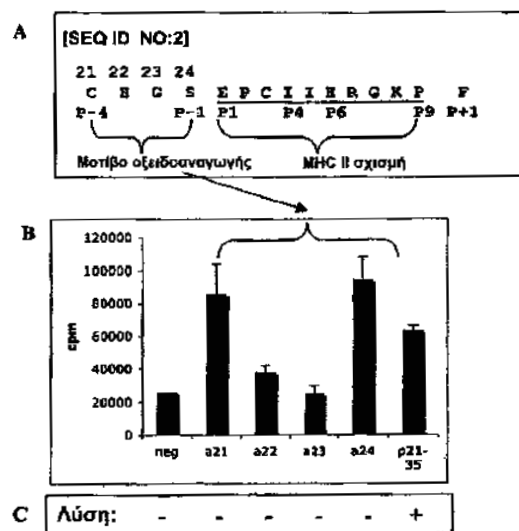 A
[SEQ ID NO:2]
21 22 23 24
C H G S E P C I I H R G K P F
P-4 P-1 P1 P4 P6 P9 P+1
Μοτίβο οξειδοαναγωγής MHC II σχισμή
B
120000
100000
80000
60000
40000
20000
0
cpm
neg a21 a22 a23 a24 p21-
35
C Λύση: - - - - - +